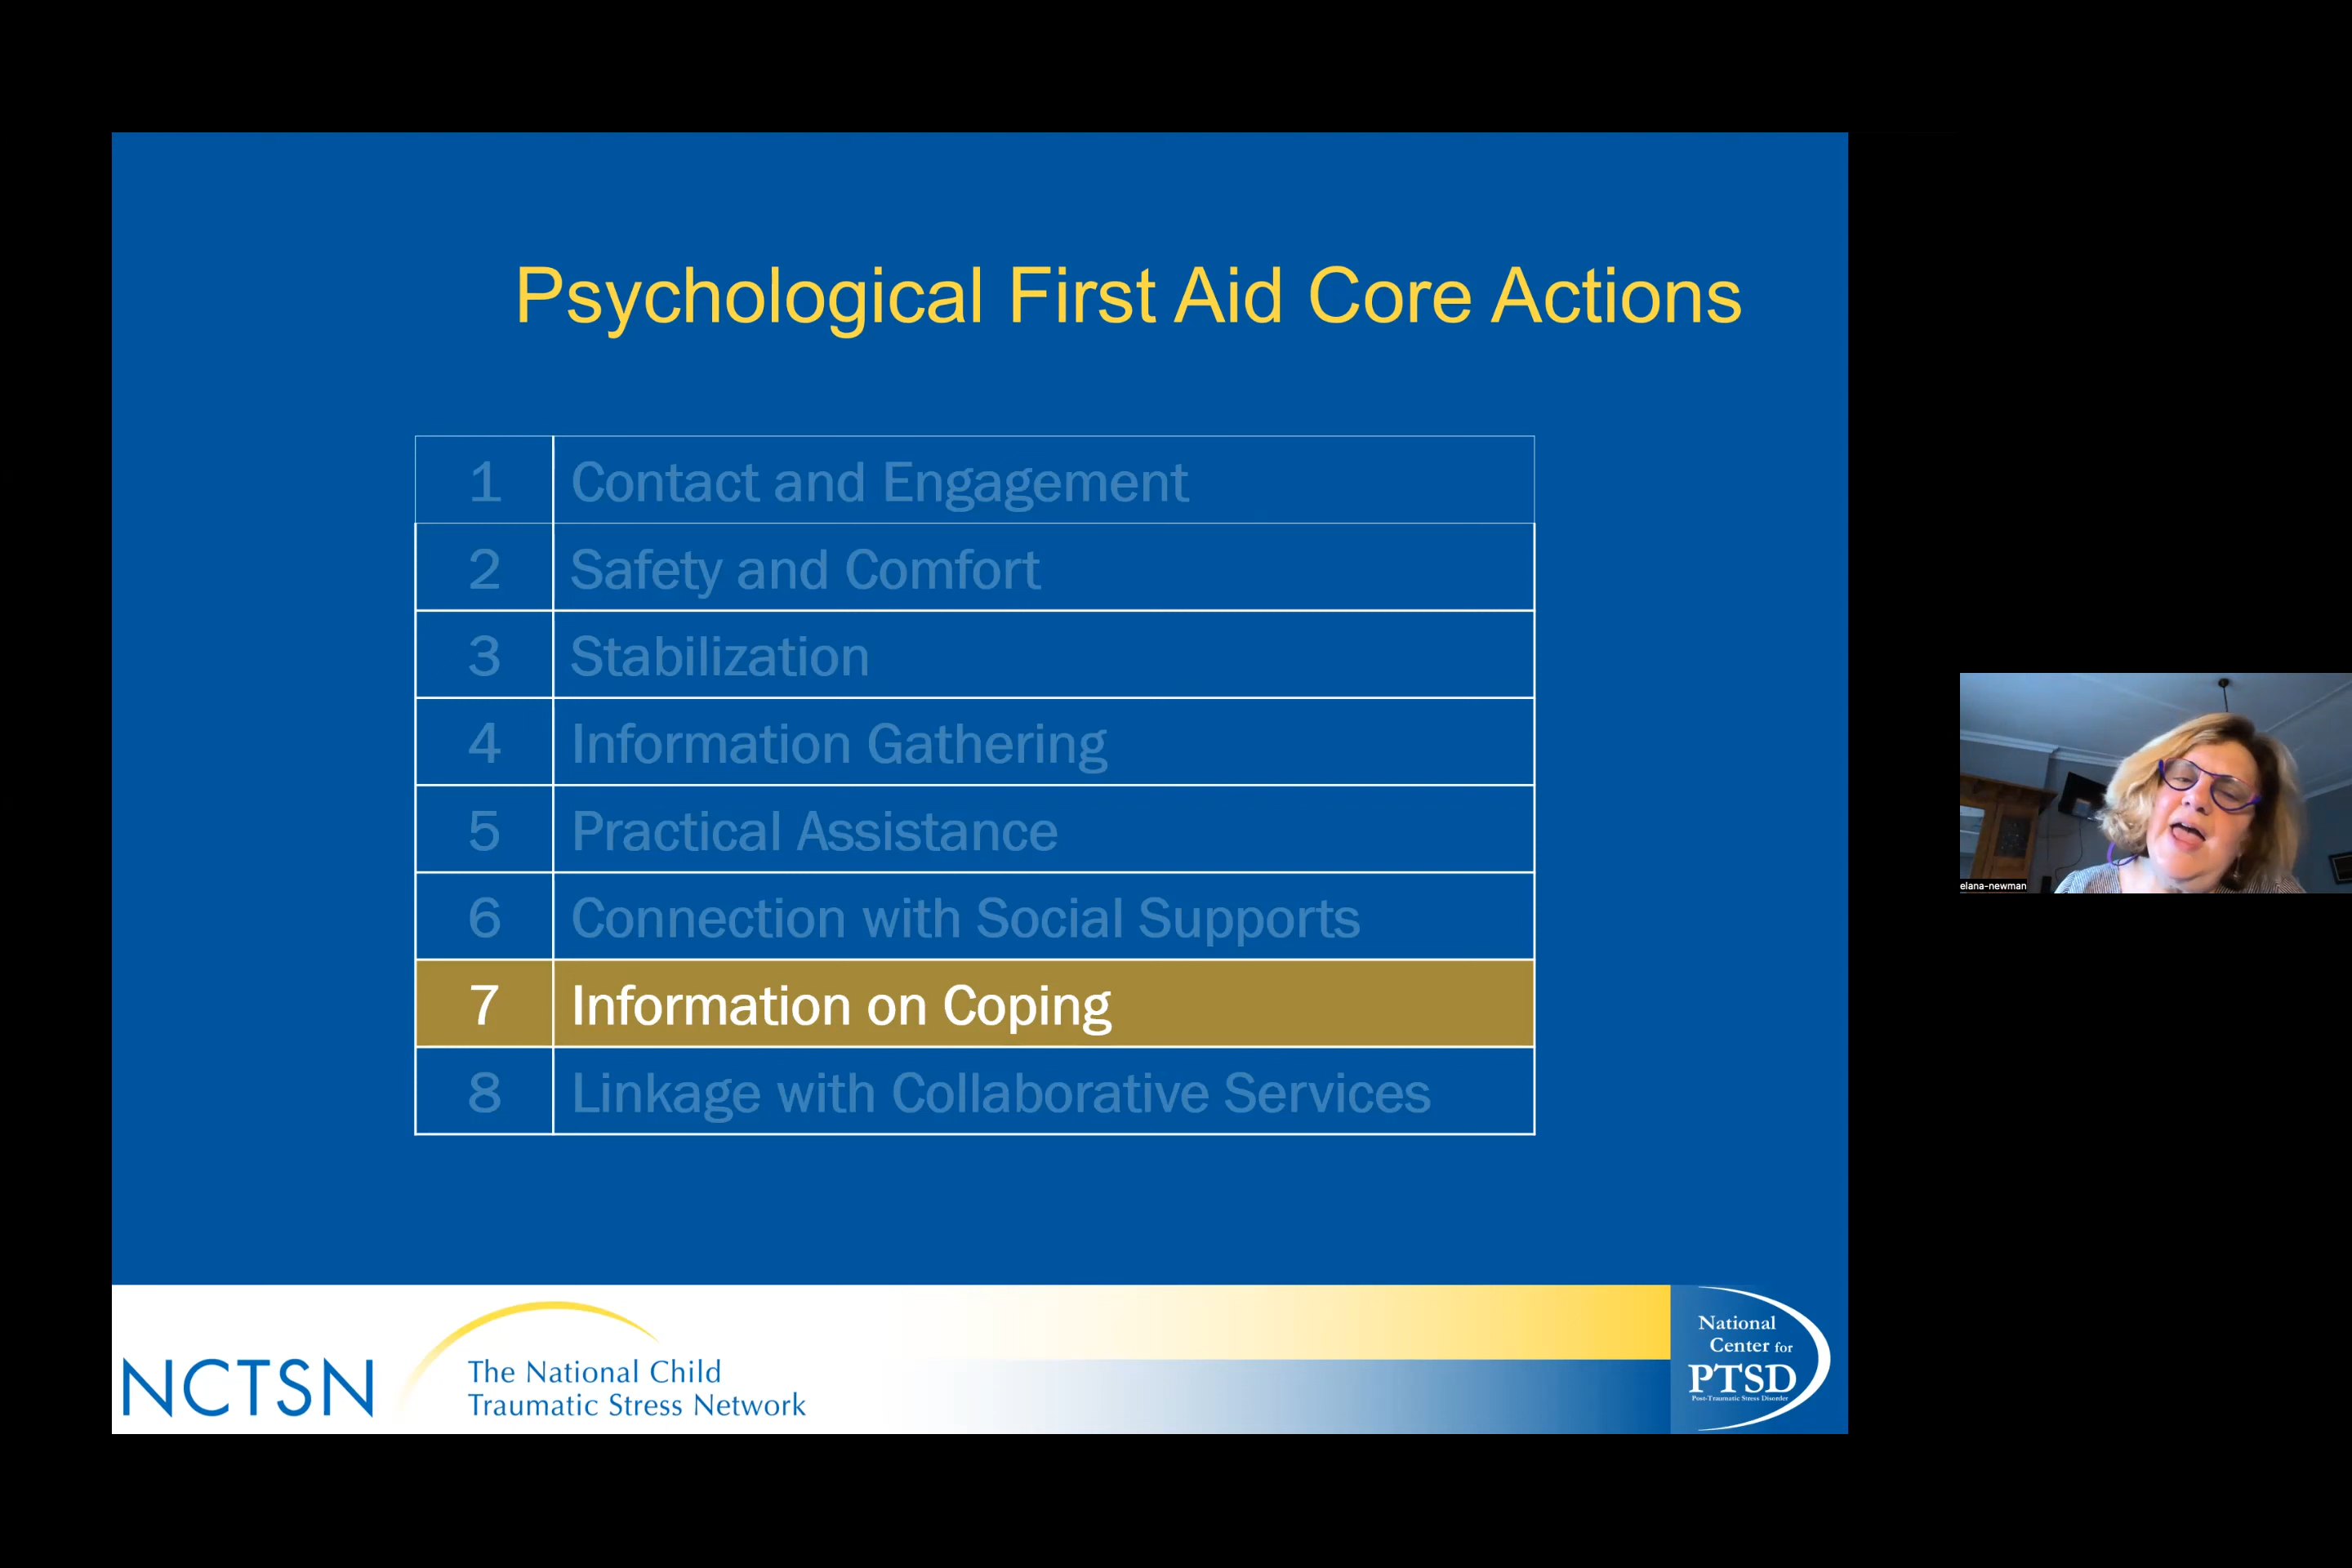 Psychological First Aid Core Actions
1 Contact and Engagement
2 Safety and Comfort
3 Stabilization
4 Information Gathering
5 Practical Assistance
6 Connection with Social Supports
7 Information on Coping
8 Linkage with Collaborative Services
elana-newman
NCTSN
The National Child
Traumatic Stress Network
National
Center for
PTSD
Post-Traumatic Stress Disorder